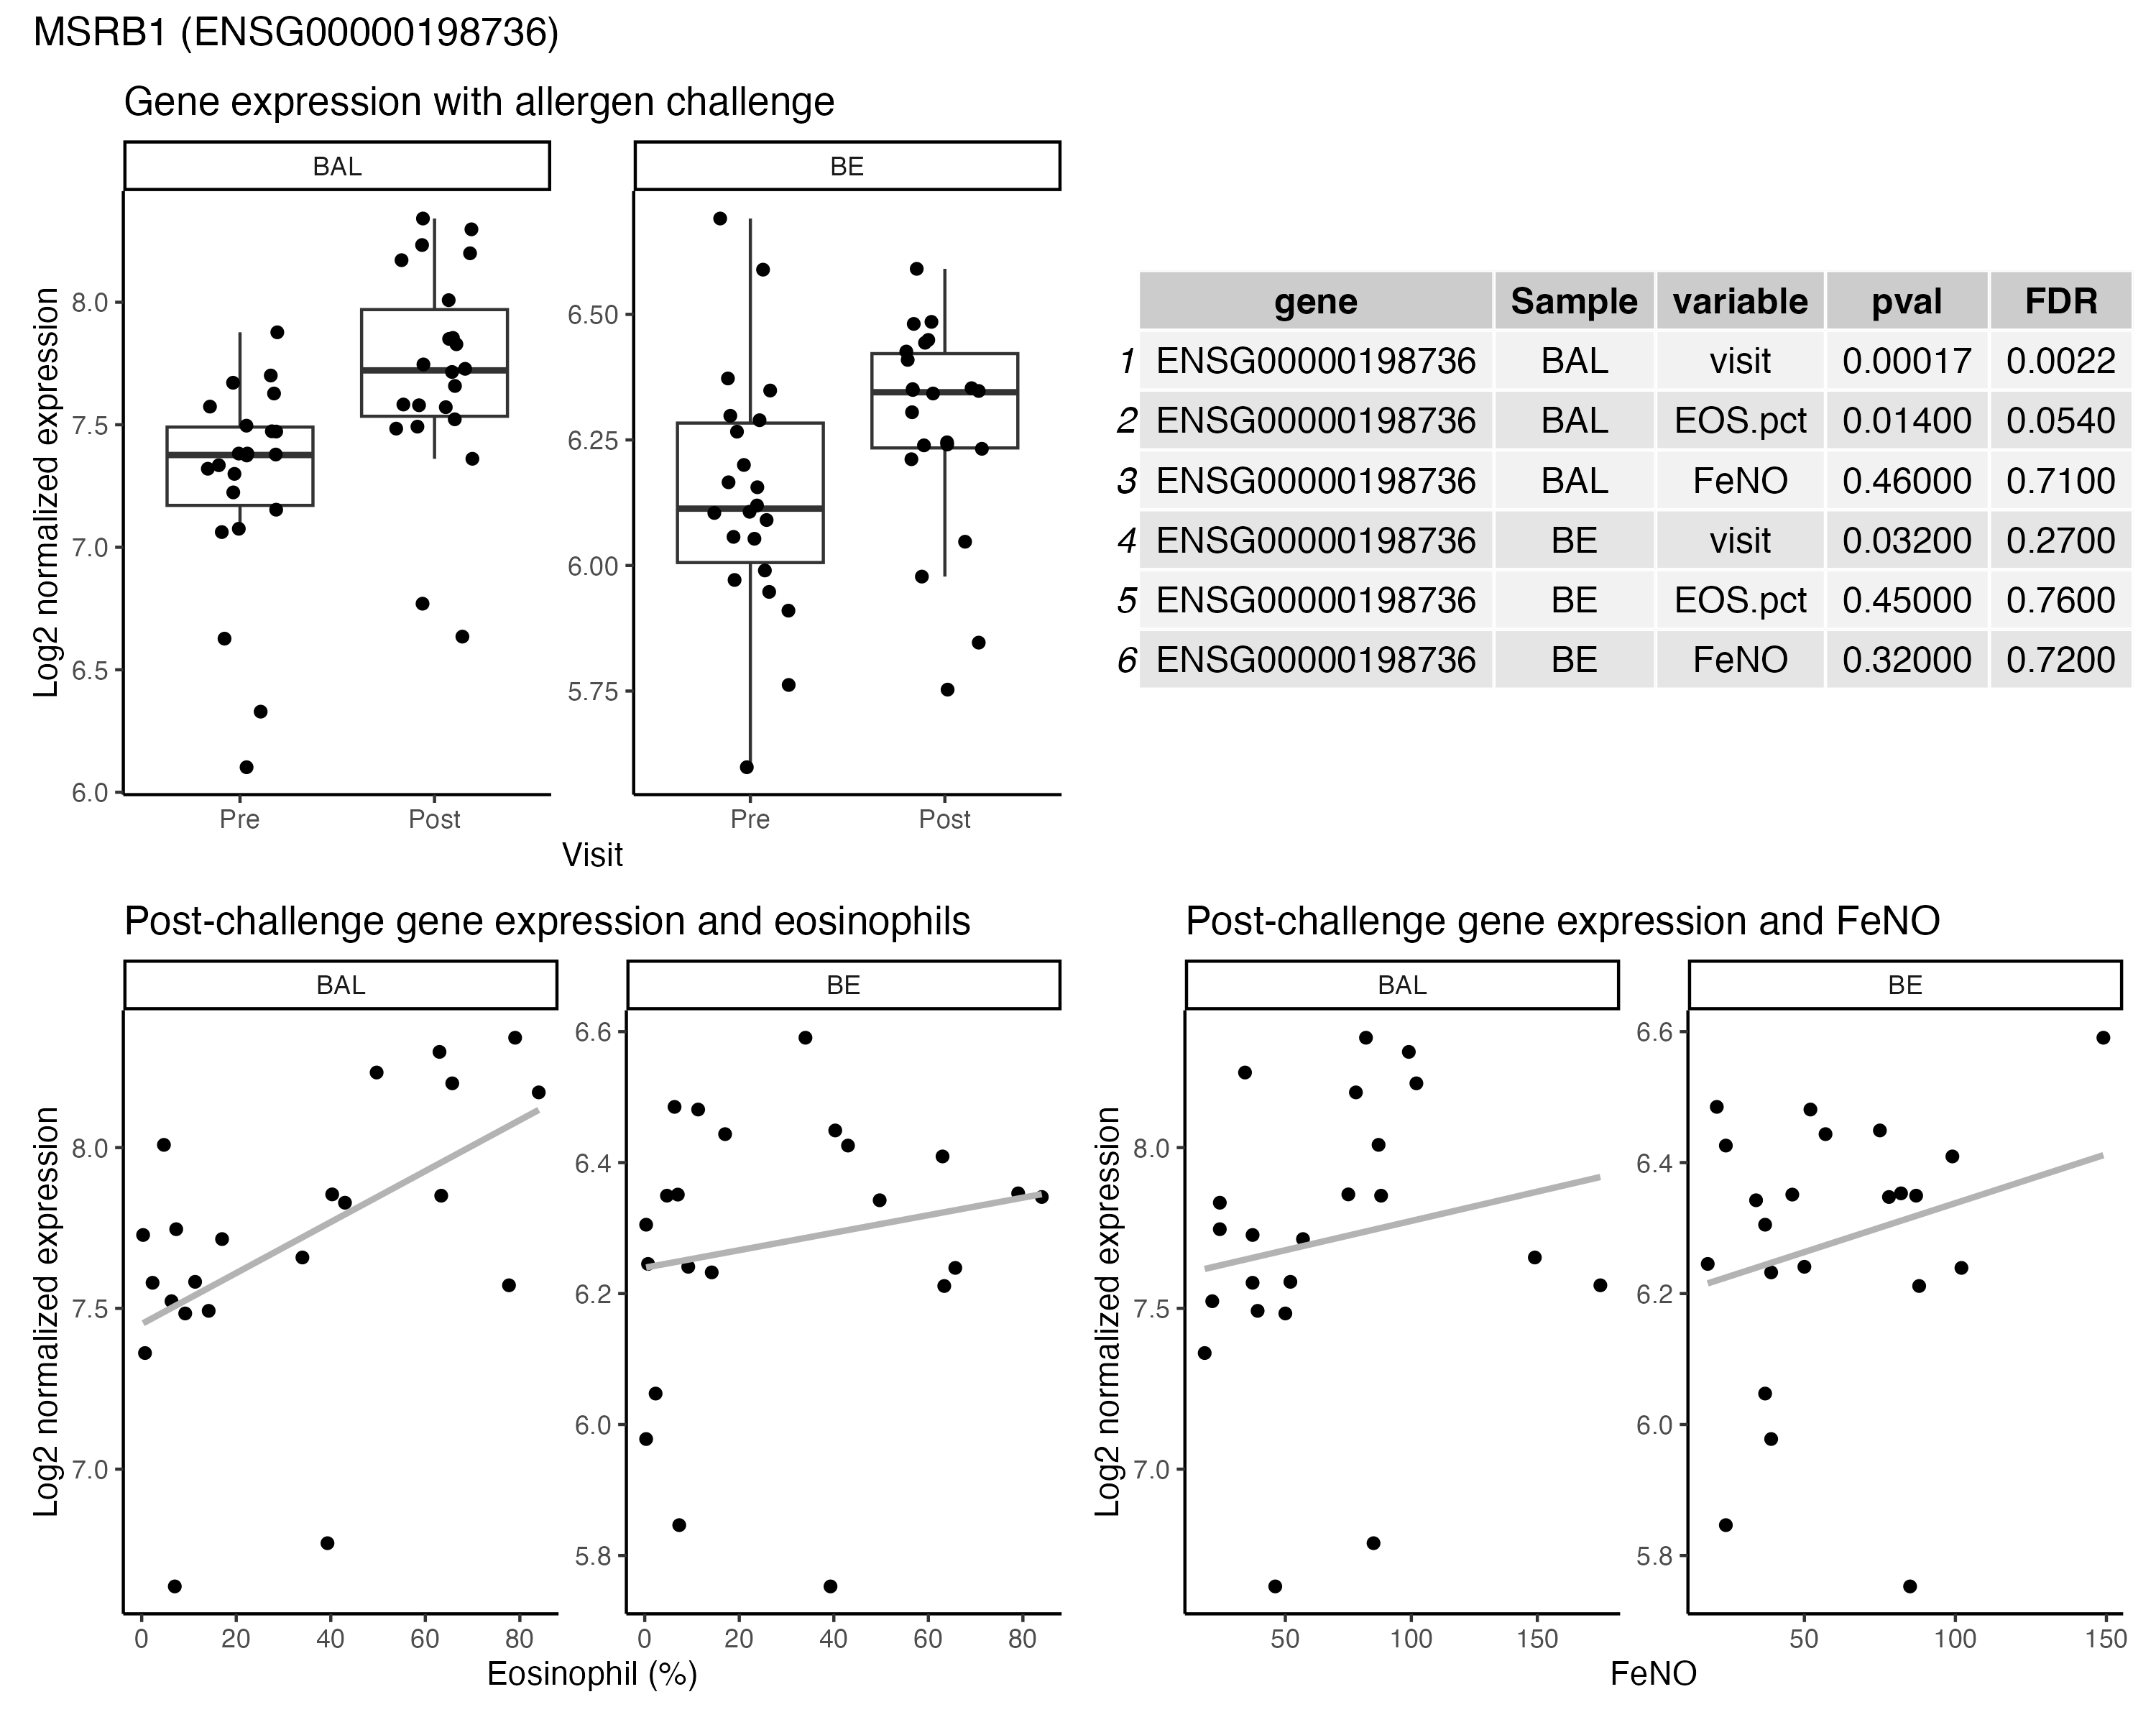 MSRB1 (ENSG00000198736)
Gene expression with allergen challenge
BAL
BE
Log2 normalized expression
8.0
7.5
7.0
6.5
6.0
6.50
6.25
6.00
5.75
Pre
Post
Pre
Post
Visit
gene Sample variable pval FDR
1 ENSG00000198736 BAL visit 0.00017 0.0022
2 ENSG00000198736 BAL EOS.pct 0.01400 0.0540
3 ENSG00000198736 BAL FeNO 0.46000 0.7100
4 ENSG00000198736 BE visit 0.03200 0.2700
5 ENSG00000198736 BE EOS.pct 0.45000 0.7600
6 ENSG00000198736 BE FeNO 0.32000 0.7200
Post-challenge gene expression and eosinophils
BAL
BE
Log2 normalized expression
8.0
7.5
7.0
6.6
6.4
6.2
6.0
5.8
0 20 40 60 80
0 20 40 60 80
Eosinophil (%)
Post-challenge gene expression and FeNO
BAL
BE
Log2 normalized expression
8.0
7.5
7.0
6.6
6.4
6.2
6.0
5.8
50 100 150
50 100 150
FeNO